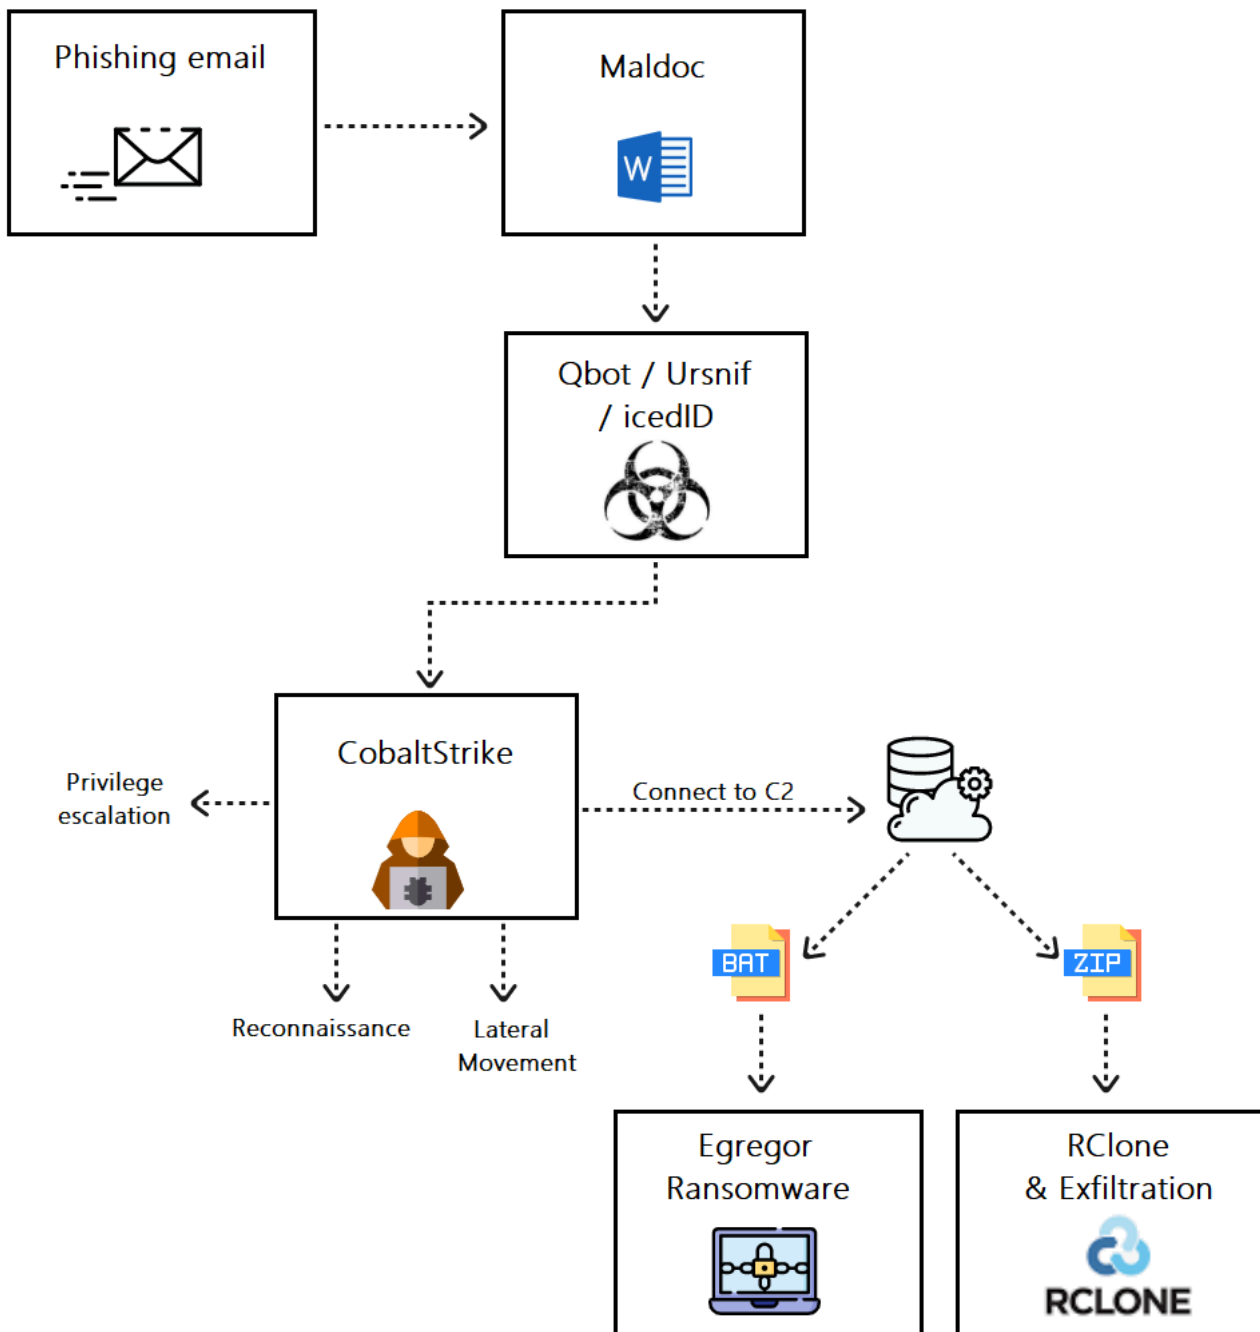 Phishing email
Maldoc
W
Qbot / Ursnif
/ icedID
CobaltStrike
Privilege
escalation
Connect to C2
Reconnaissance
Lateral
Movement
BAT
ZIP
Egregor
Ransomware
RClone
& Exfiltration
RCLONE